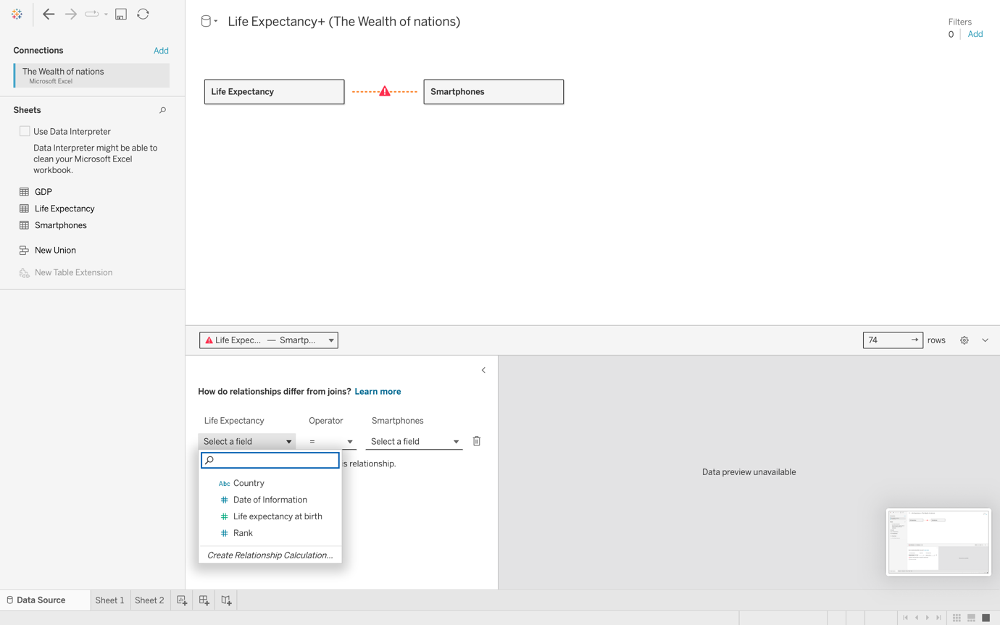 Life Expectancy+ (The Wealth of nations)
Filters
0
Add
Connections
Add
The Wealth of nations
Microsoft Excel
Sheets
Use Data Interpreter
Data Interpreter might be able to
clean your Microsoft Excel
workbook.
GDP
Life Expectancy
Smartphones
New Union
New Table Extension
Life Expectancy
Smartphones
Life Expec... — Smartp...
74
rows
How do relationships differ from joins? Learn more
Life Expectancy
Operator
Smartphones
Select a field
=
Select a field
s relationship.
Abc Country
# Date of Information
# Life expectancy at birth
# Rank
Create Relationship Calculation...
Data preview unavailable
Data Source
Sheet 1
Sheet 2